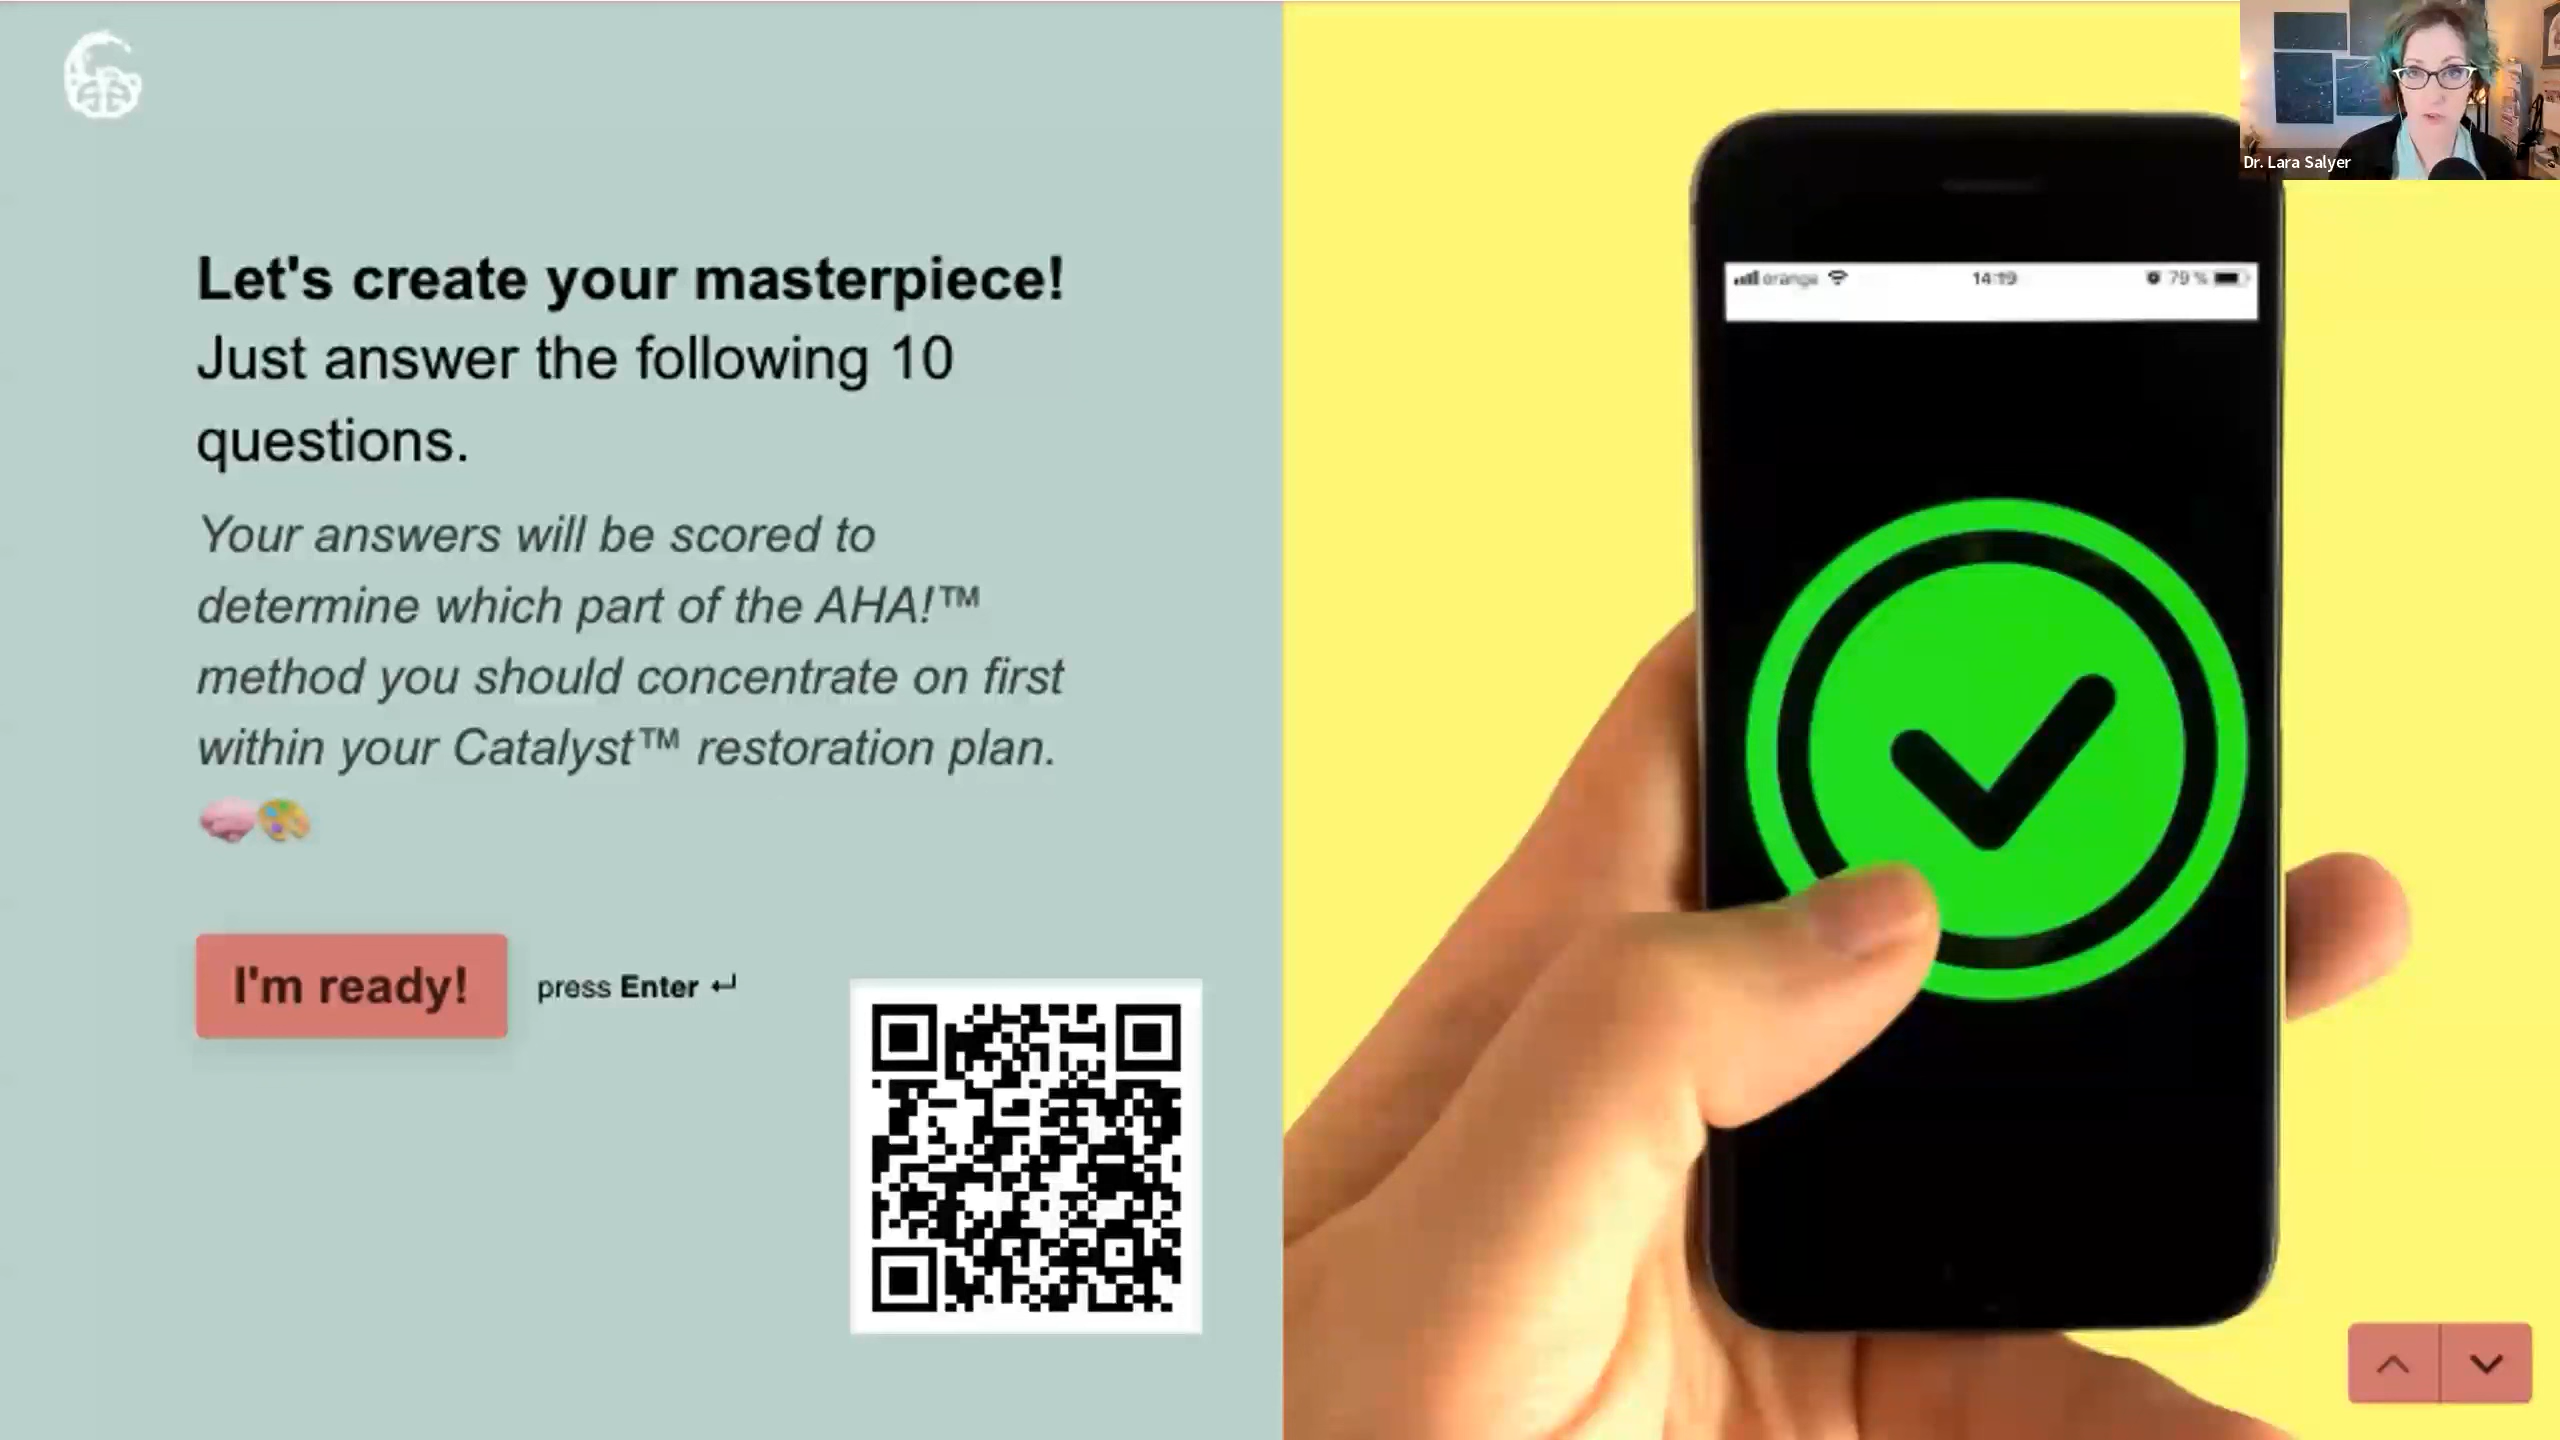 Let's create your masterpiece!
Just answer the following 10
questions.
Your answers will be scored to
determine which part of the AHA!™
method you should concentrate on first
within your Catalyst™ restoration plan.
I'm ready!
press Enter ↵
orange
14:19
79 %
Dr. Lara Salyer